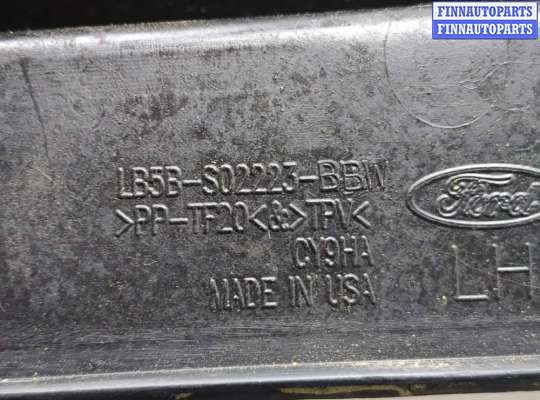 FINNAUTOPARTS
FINNAUTOPARTS
LB5B-S02223-BBW
>PP-TF20<&>TPV<
CY9HA
MADE IN USA
Ford
LH